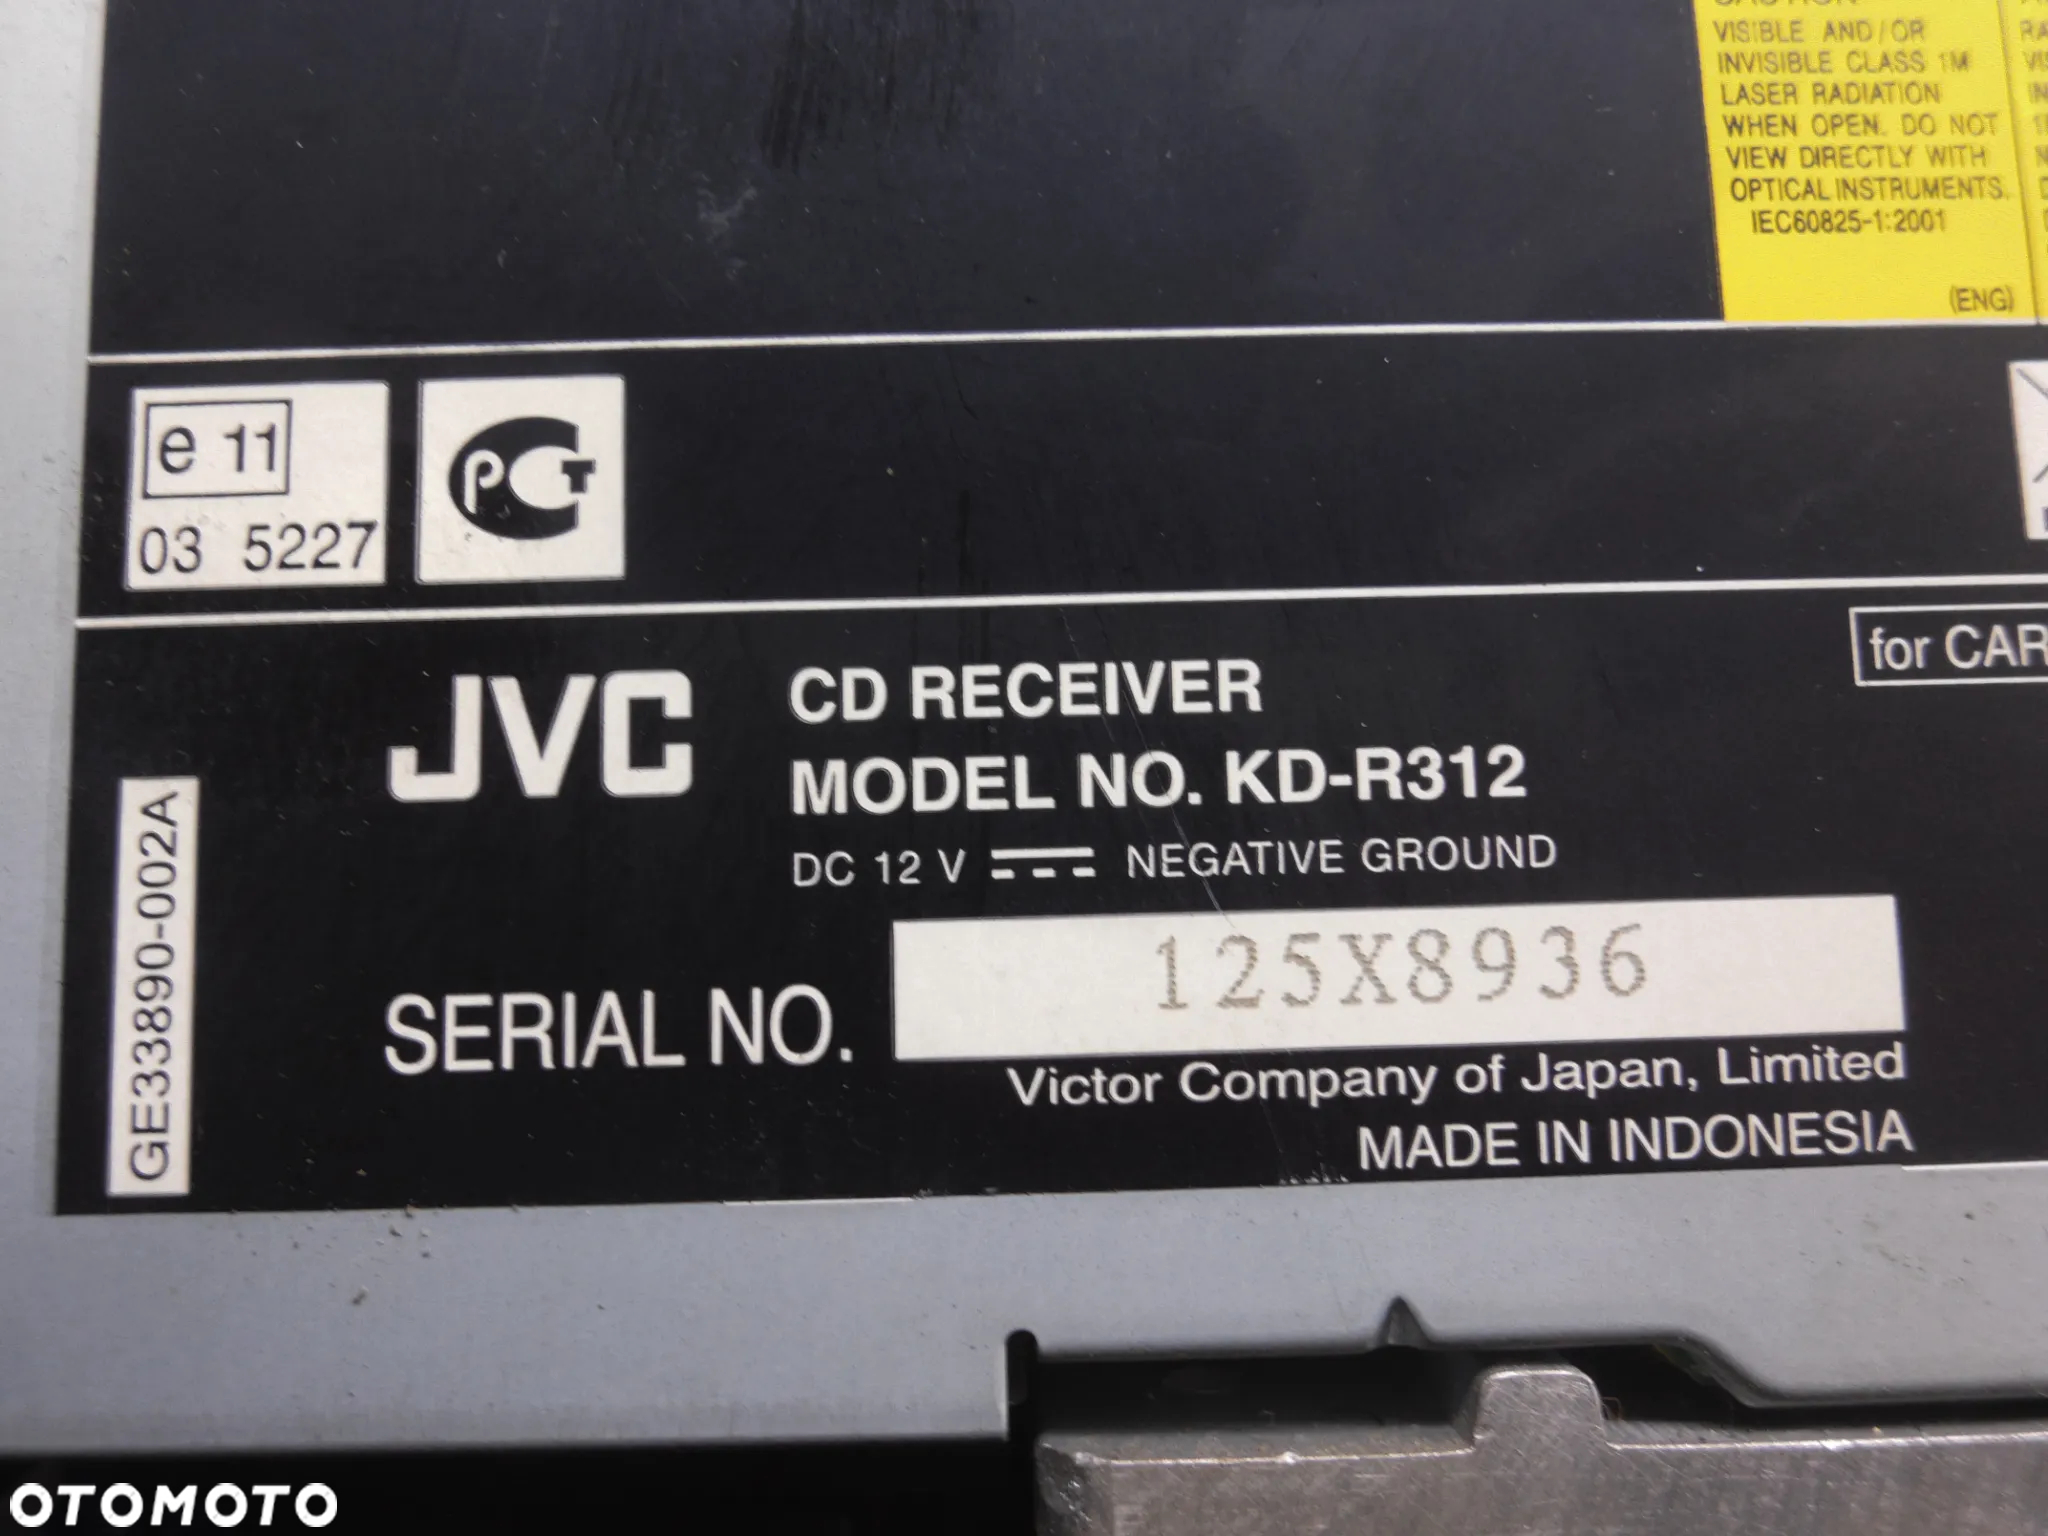 VISIBLE AND/OR
INVISIBLE CLASS 1M
LASER RADIATION
WHEN OPEN. DO NOT
VIEW DIRECTLY WITH
OPTICAL INSTRUMENTS.
IEC60825-1:2001
(ENG)
e 11
03 5227
PCT
for CAR
JVC
CD RECEIVER
MODEL NO. KD-R312
DC 12 V NEGATIVE GROUND
GE33890-002A
SERIAL NO. 125X8936
Victor Company of Japan, Limited
MADE IN INDONESIA
OTOMOTO